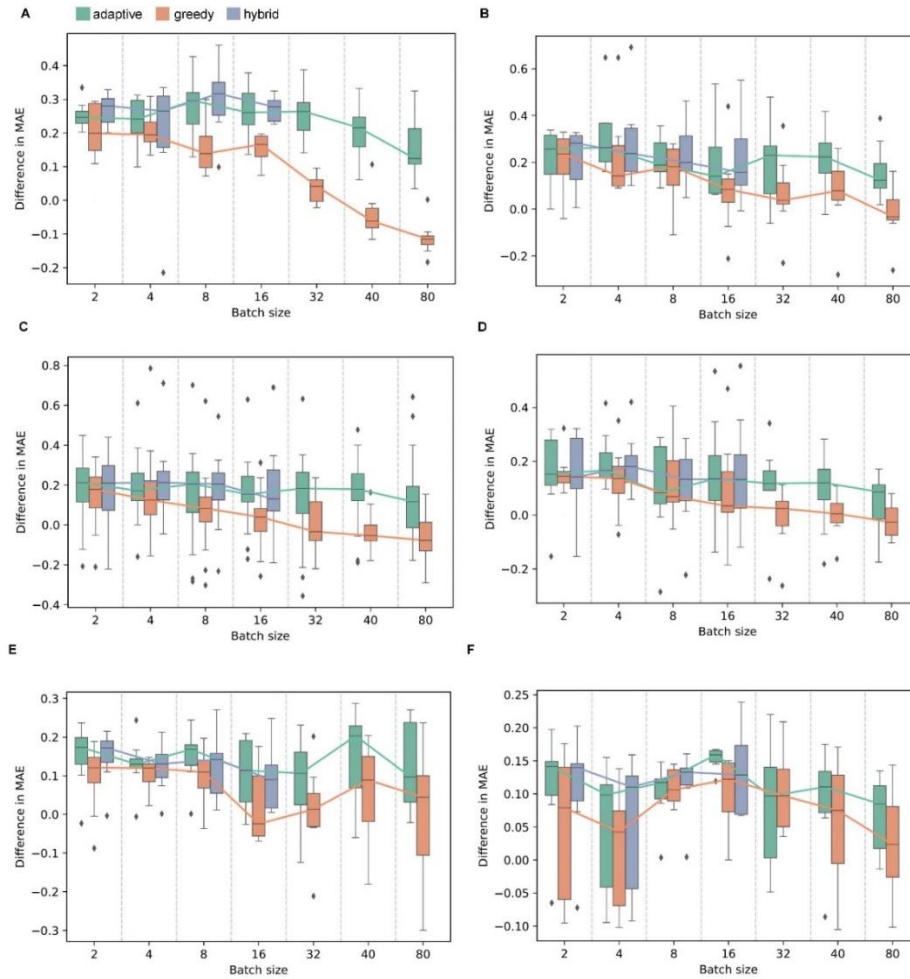 A
adaptive greedy hybrid
0.4
0.3
0.2
0.1
0.0
−0.1
−0.2
Difference in MAE
2 4 8 16 32 40 80
Batch size
B
0.6
0.4
0.2
0.0
−0.2
Difference in MAE
2 4 8 16 32 40 80
Batch size
C
0.8
0.6
0.4
0.2
0.0
−0.2
−0.4
Difference in MAE
2 4 8 16 32 40 80
Batch size
D
0.4
0.2
0.0
−0.2
Difference in MAE
2 4 8 16 32 40 80
Batch size
E
0.3
0.2
0.1
0.0
−0.1
−0.2
−0.3
Difference in MAE
2 4 8 16 32 40 80
Batch size
F
0.25
0.20
0.15
0.10
0.05
0.00
−0.05
−0.10
Difference in MAE
2 4 8 16 32 40 80
Batch size